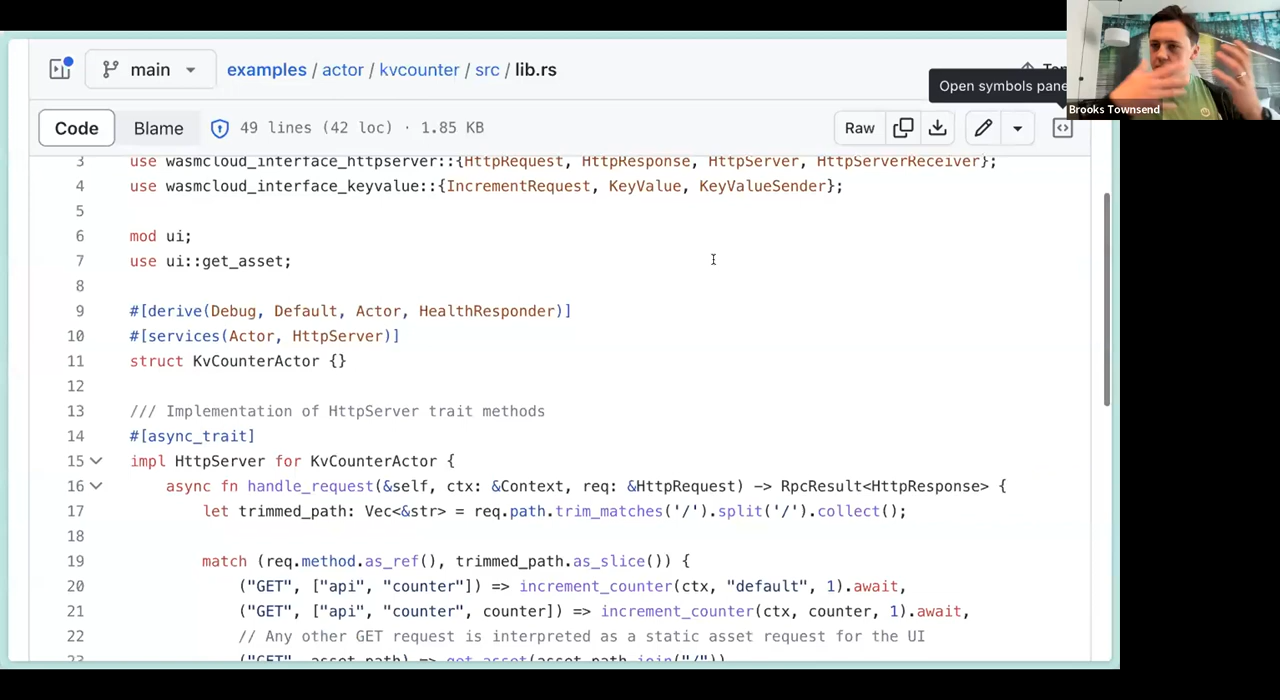 main
examples / actor / kvcounter / src / lib.rs
Open symbols pane
Brooks Townsend
Code
Blame
49 lines (42 loc) · 1.85 KB
Raw
3 use wasmcloud_interface_httpserver::{HttpRequest, HttpResponse, HttpServer, HttpServerReceiver};
4 use wasmcloud_interface_keyvalue::{IncrementRequest, KeyValue, KeyValueSender};
5
6 mod ui;
7 use ui::get_asset;
8
9 #[derive(Debug, Default, Actor, HealthResponder)]
10 #[services(Actor, HttpServer)]
11 struct KvCounterActor {}
12
13 /// Implementation of HttpServer trait methods
14 #[async_trait]
15 impl HttpServer for KvCounterActor {
16 async fn handle_request(&self, ctx: &Context, req: &HttpRequest) -> RpcResult<HttpResponse> {
17 let trimmed_path: Vec<&str> = req.path.trim_matches('/').split('/').collect();
18
19 match (req.method.as_ref(), trimmed_path.as_slice()) {
20 ("GET", ["api", "counter"]) => increment_counter(ctx, "default", 1).await,
21 ("GET", ["api", "counter", counter]) => increment_counter(ctx, counter, 1).await,
22 // Any other GET request is interpreted as a static asset request for the UI
23 ("GET", asset_path) => get_asset(asset_path.join("/"))